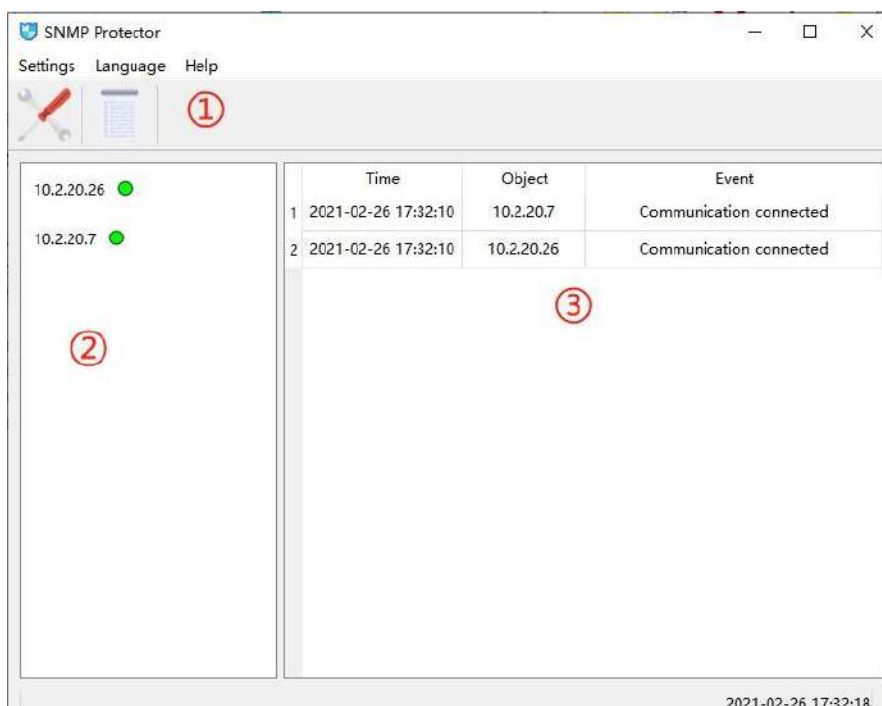 SNMP Protector
Settings Language Help
①
10.2.20.26
10.2.20.7
②
Time Object Event
1 2021-02-26 17:32:10 10.2.20.7 Communication connected
2 2021-02-26 17:32:10 10.2.20.26 Communication connected
③
2021-02-26 17:32:18